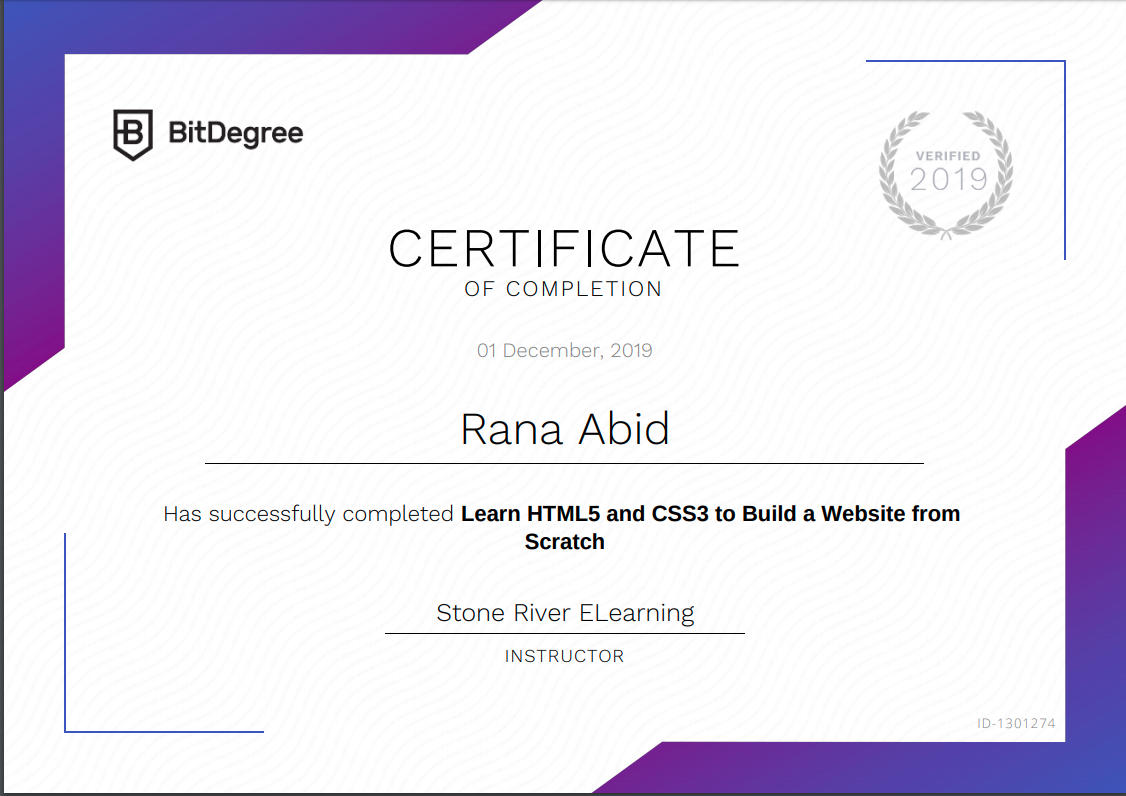 BitDegree
VERIFIED
2019
CERTIFICATE
OF COMPLETION
01 December, 2019
Rana Abid
Has successfully completed Learn HTML5 and CSS3 to Build a Website from
Scratch
Stone River ELearning
INSTRUCTOR
ID-1301274